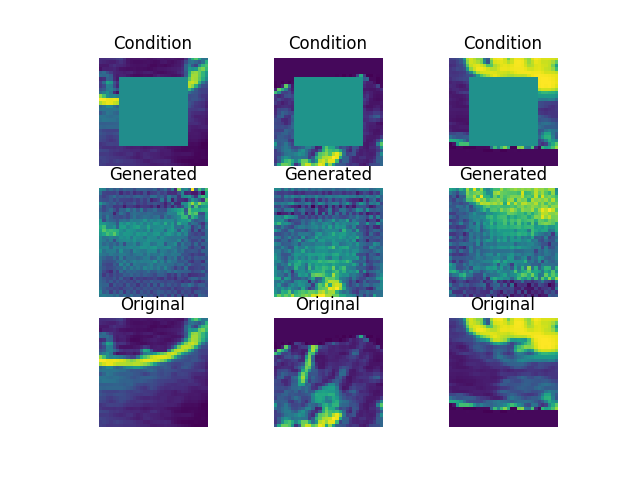 Condition Condition Condition
Generated Generated Generated
Original Original Original